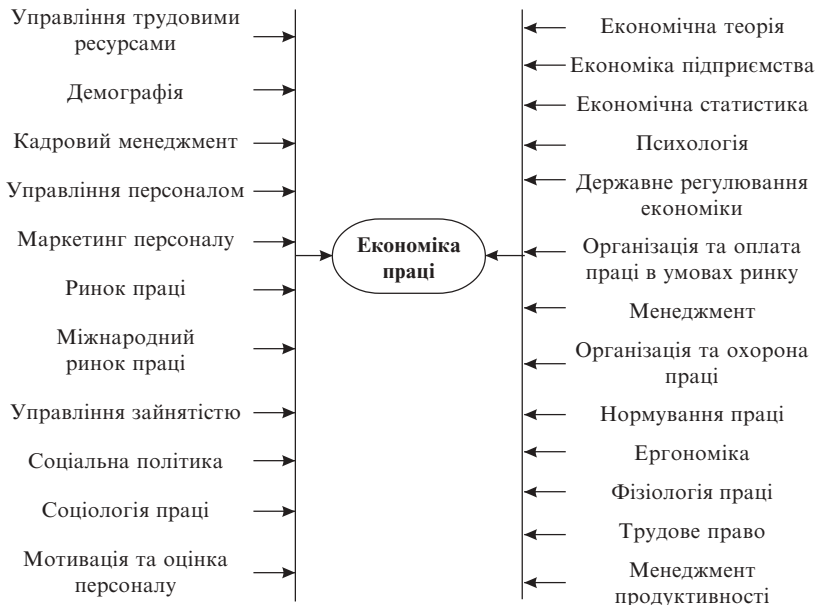 Управління трудовими
ресурсами
Демографія
Кадровий менеджмент
Управління персоналом
Маркетинг персоналу
Ринок праці
Міжнародний
ринок праці
Управління зайнятістю
Соціальна політика
Соціологія праці
Мотивація та оцінка
персоналу
Економіка
праці
Економічна теорія
Економіка підприємства
Економічна статистика
Психологія
Державне регулювання
економіки
Організація та оплата
праці в умовах ринку
Менеджмент
Організація та охорона
праці
Нормування праці
Ергономіка
Фізіологія праці
Трудове право
Менеджмент
продуктивності